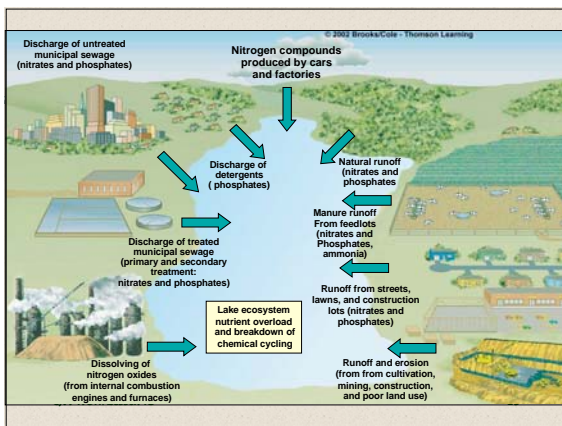 © 2002 Brooks/Cole - Thomson Learning
Discharge of untreated
municipal sewage
(nitrates and phosphates)
Nitrogen compounds
produced by cars
and factories
Discharge of
detergents
( phosphates)
Natural runoff
(nitrates and
phosphates
Manure runoff
From feedlots
(nitrates and
Phosphates,
ammonia)
Discharge of treated
municipal sewage
(primary and secondary
treatment:
nitrates and phosphates)
Runoff from streets,
lawns, and construction
lots (nitrates and
phosphates)
Lake ecosystem
nutrient overload
and breakdown of
chemical cycling
Dissolving of
nitrogen oxides
(from internal combustion
engines and furnaces)
Runoff and erosion
(from from cultivation,
mining, construction,
and poor land use)